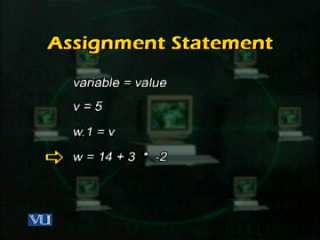 Assignment Statement
variable = value
v = 5
w.1 = v
w = 14 + 3 * -2
VU